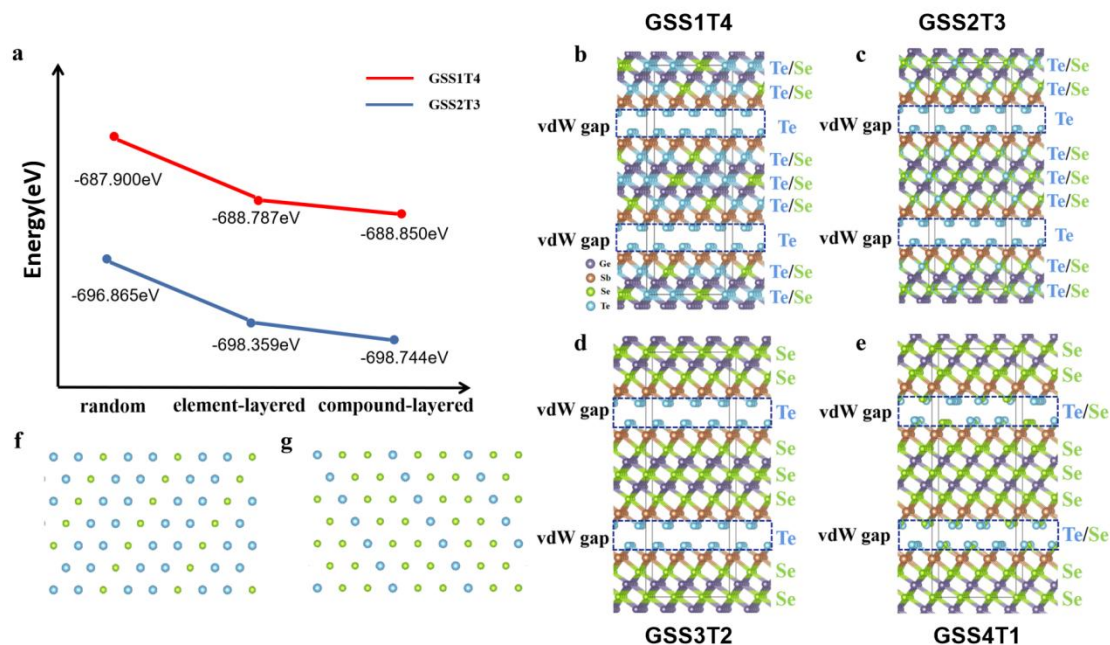 a
Energy(eV)
GSS1T4
GSS2T3
-687.900eV
-688.787eV
-688.850eV
-696.865eV
-698.359eV
-698.744eV
random
element-layered
compound-layered
GSS1T4
b
Te/Se
Te/Se
vdW gap
Te
Te/Se
Te/Se
Te/Se
vdW gap
Te
Ge
Sb
Se
Te
Te/Se
Te/Se
GSS2T3
c
Te/Se
Te/Se
vdW gap
Te
Te/Se
Te/Se
Te/Se
vdW gap
Te
Te/Se
Te/Se
d
Se
Se
vdW gap
Te
Se
Se
Se
vdW gap
Te
Se
Se
GSS3T2
e
Se
Se
vdW gap
Te/Se
Se
Se
Se
vdW gap
Te/Se
Se
Se
GSS4T1
f
g